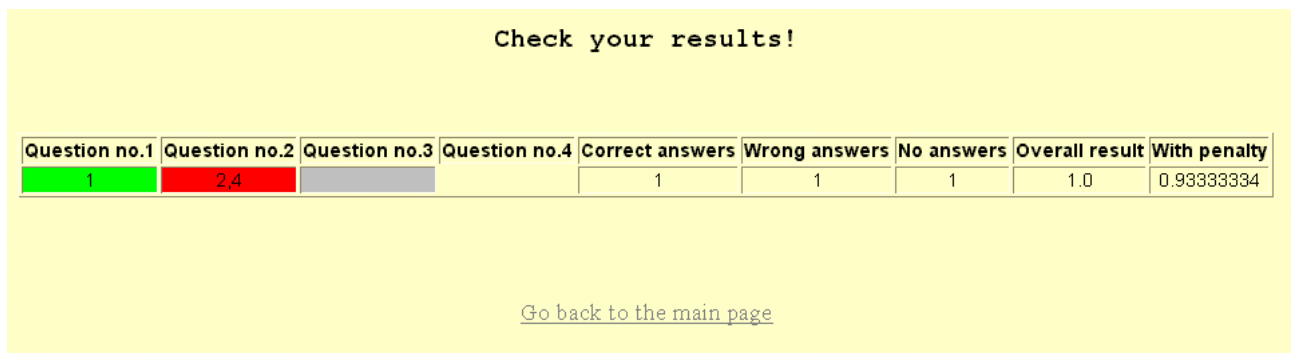 Check your results!
Question no.1 Question no.2 Question no.3 Question no.4 Correct answers Wrong answers No answers Overall result With penalty
1 2,4 1 1 1 1.0 0.93333334
Go back to the main page